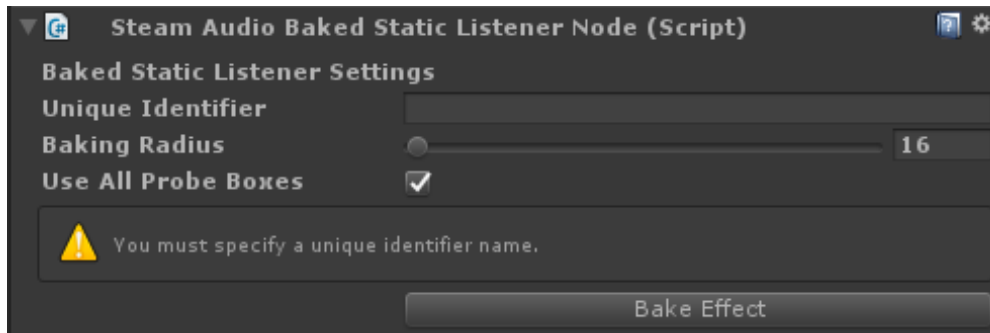 Steam Audio Baked Static Listener Node (Script)
Baked Static Listener Settings
Unique Identifier
Baking Radius 16
Use All Probe Boxes
You must specify a unique identifier name.
Bake Effect